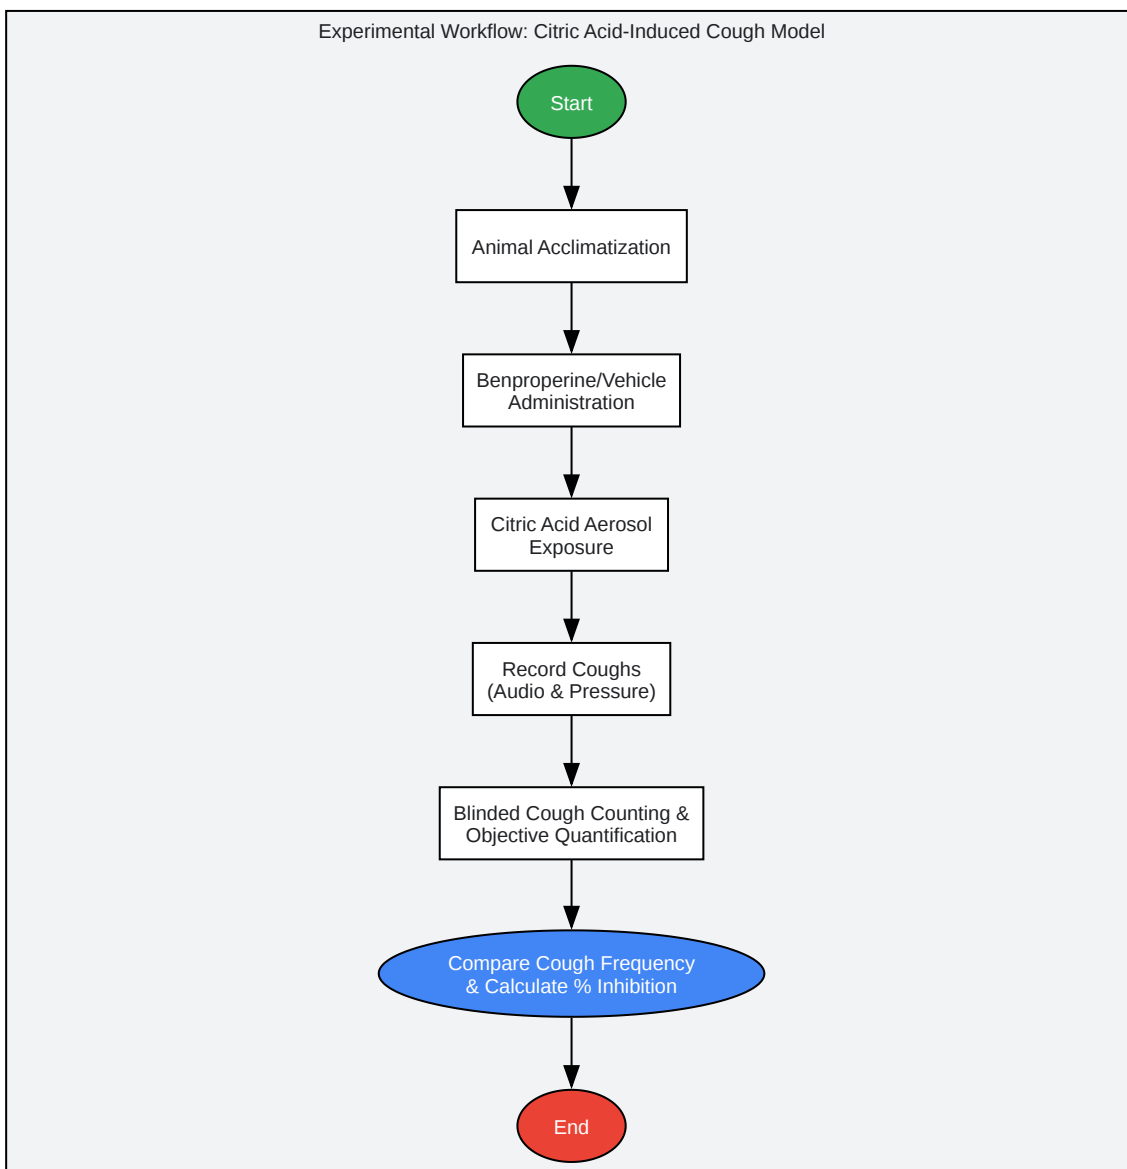 Experimental Workflow: Citric Acid-Induced Cough Model
Start
Animal Acclimatization
Benproperine/Vehicle
Administration
Citric Acid Aerosol
Exposure
Record Coughs
(Audio & Pressure)
Blinded Cough Counting &
Objective Quantification
Compare Cough Frequency
& Calculate % Inhibition
End